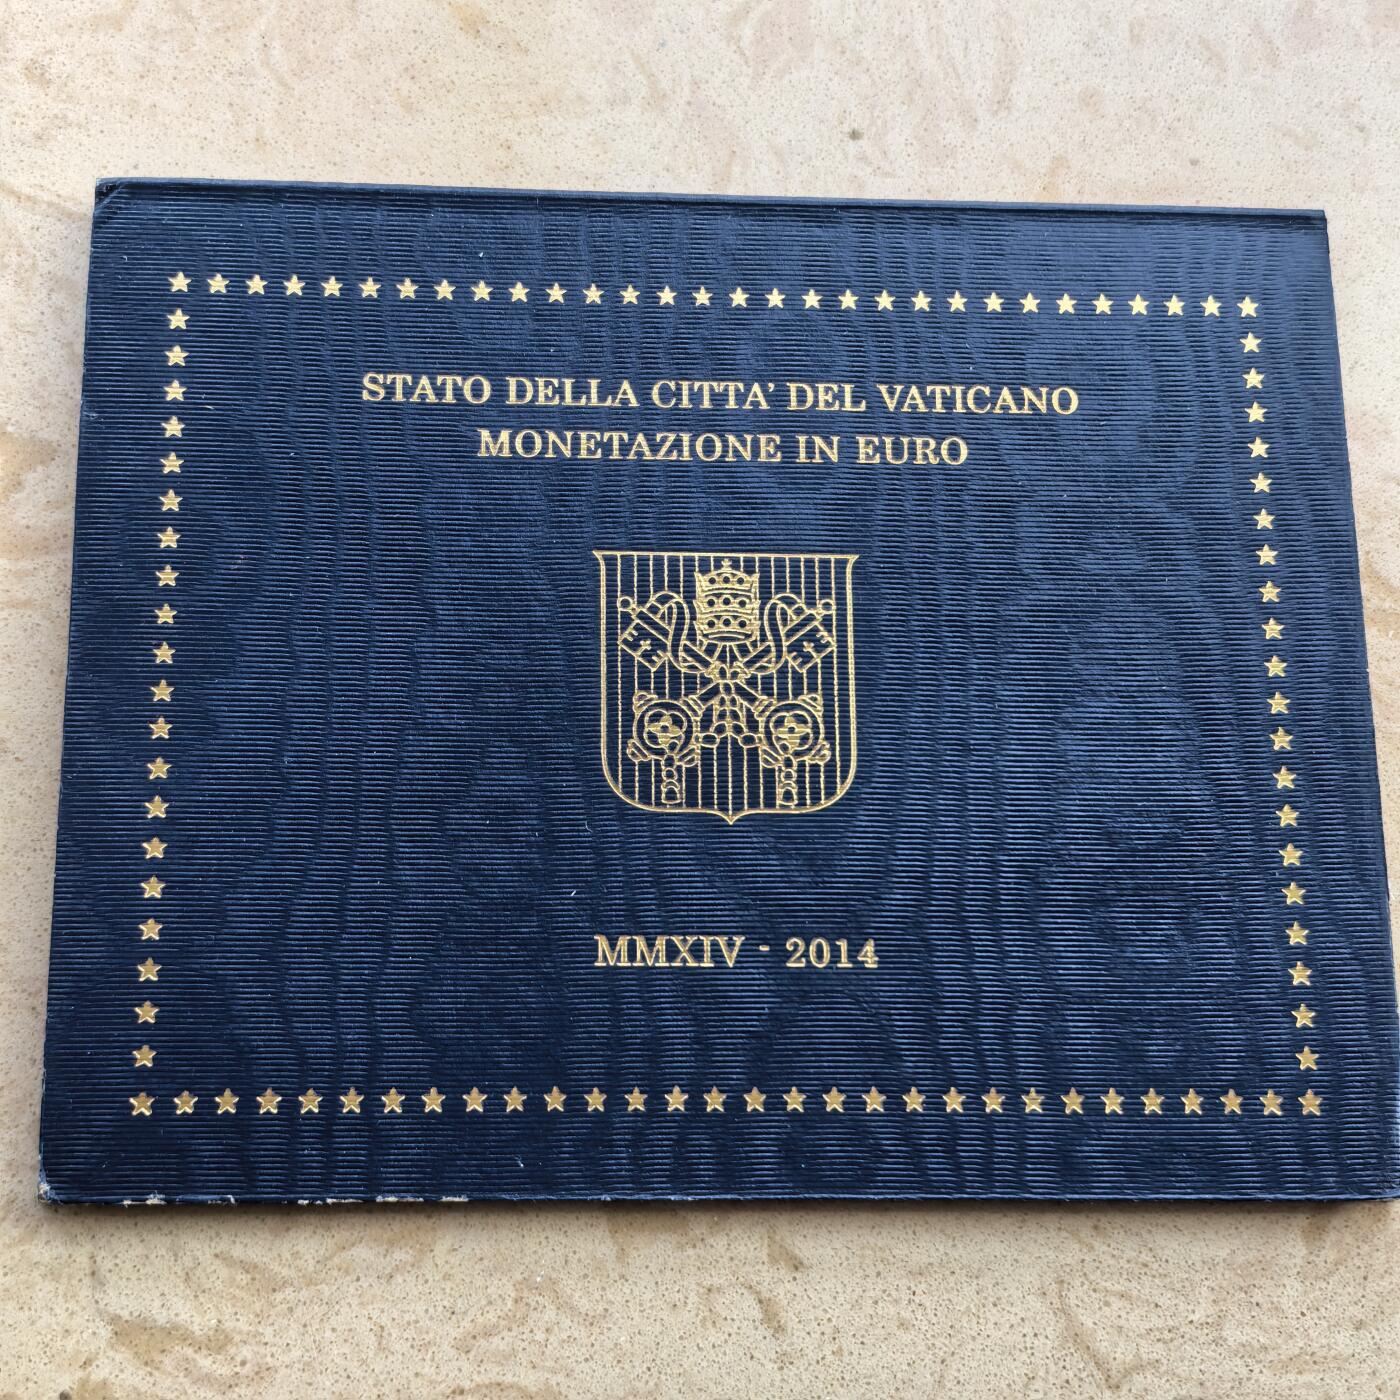 STATO DELLA CITTA' DEL VATICANO
MONETAZIONE IN EURO
MMXIV - 2014